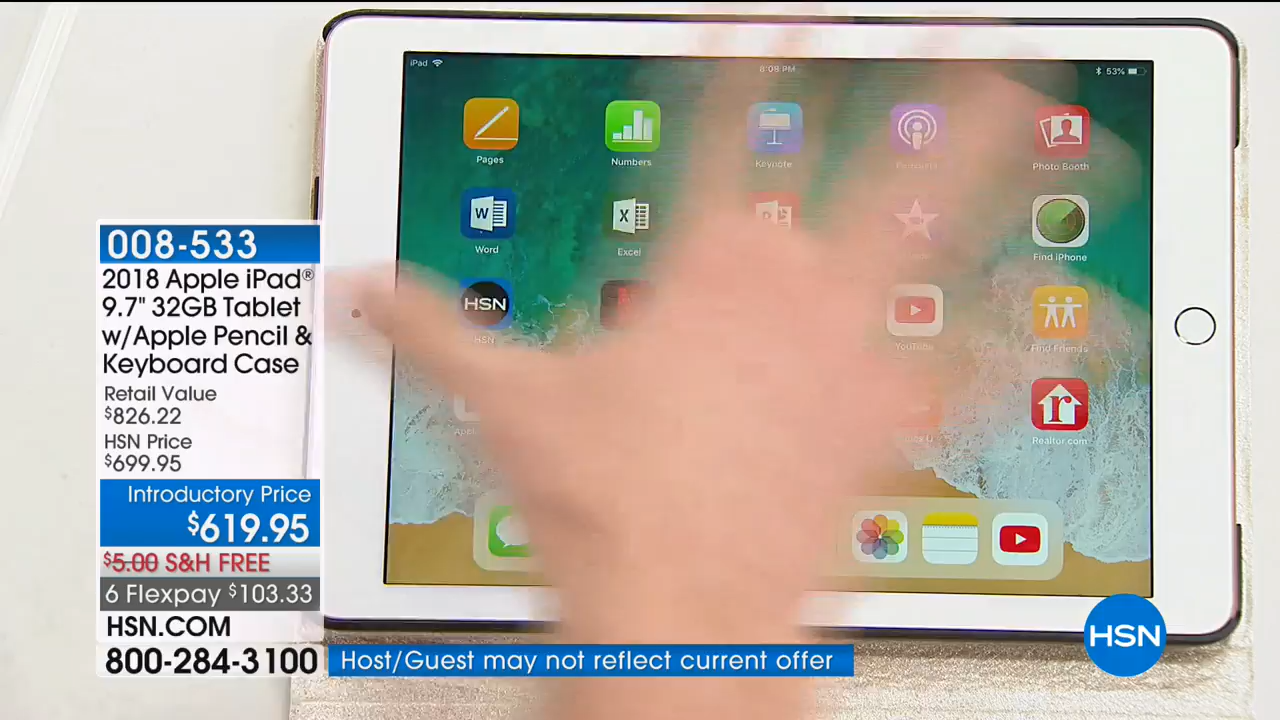 iPad
8:08 PM
53%
Pages
Numbers
Keynote
Photo Booth
W
Word
X
Excel
Find iPhone
HSN
HSN
YouTube
Find Friends
r
Realtor.com
008-533
2018 Apple iPad®
9.7" 32GB Tablet
w/Apple Pencil &
Keyboard Case
Retail Value
$826.22
HSN Price
$699.95
Introductory Price
$619.95
$5.00 S&H FREE
6 Flexpay $103.33
HSN.COM
800-284-3100
Host/Guest may not reflect current offer
HSN